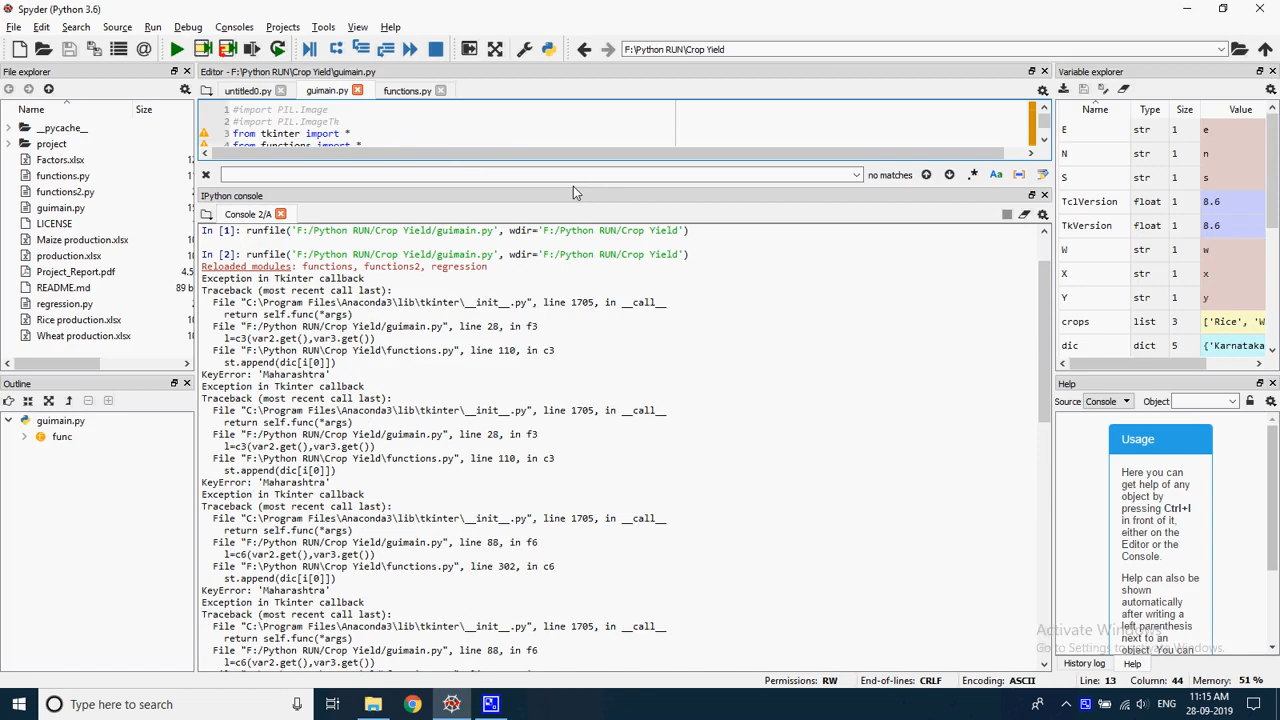 Spyder (Python 3.6)
File Edit Search Source Run Debug Consoles Projects Tools View Help
F:\Python RUN\Crop Yield
File explorer
Name Size
__pycache__
project
Factors.xlsx
functions.py
functions2.py
guimain.py
LICENSE
Maize production.xlsx
production.xlsx
Project_Report.pdf 4.5
README.md 89 b
regression.py
Rice production.xlsx
Wheat production.xlsx
Outline
guimain.py
func
Editor - F:\Python RUN\Crop Yield\guimain.py
untitled0.py guimain.py functions.py
1 #import PIL.Image
2 #import PIL.ImageTk
3 from tkinter import *
4 from functions import *
no matches
Aa
IPython console
Console 2/A
In [1]: runfile('F:/Python RUN/Crop Yield/guimain.py', wdir='F:/Python RUN/Crop Yield')
In [2]: runfile('F:/Python RUN/Crop Yield/guimain.py', wdir='F:/Python RUN/Crop Yield')
Reloaded modules: functions, functions2, regression
Exception in Tkinter callback
Traceback (most recent call last):
File "C:\Program Files\Anaconda3\lib\tkinter\__init__.py", line 1705, in __call__
return self.func(*args)
File "F:/Python RUN/Crop Yield/guimain.py", line 28, in f3
l=c3(var2.get(),var3.get())
File "F:\Python RUN\Crop Yield\functions.py", line 110, in c3
st.append(dic[i[0]])
KeyError: 'Maharashtra'
Exception in Tkinter callback
Traceback (most recent call last):
File "C:\Program Files\Anaconda3\lib\tkinter\__init__.py", line 1705, in __call__
return self.func(*args)
File "F:/Python RUN/Crop Yield/guimain.py", line 28, in f3
l=c3(var2.get(),var3.get())
File "F:\Python RUN\Crop Yield\functions.py", line 110, in c3
st.append(dic[i[0]])
KeyError: 'Maharashtra'
Exception in Tkinter callback
Traceback (most recent call last):
File "C:\Program Files\Anaconda3\lib\tkinter\__init__.py", line 1705, in __call__
return self.func(*args)
File "F:/Python RUN/Crop Yield/guimain.py", line 88, in f6
l=c6(var2.get(),var3.get())
File "F:\Python RUN\Crop Yield\functions.py", line 302, in c6
st.append(dic[i[0]])
KeyError: 'Maharashtra'
Exception in Tkinter callback
Traceback (most recent call last):
File "C:\Program Files\Anaconda3\lib\tkinter\__init__.py", line 1705, in __call__
return self.func(*args)
File "F:/Python RUN/Crop Yield/guimain.py", line 88, in f6
l=c6(var2.get(),var3.get())
Variable explorer
Name Type Size Value
E str 1 e
N str 1 n
S str 1 s
TclVersion float 1 8.6
TkVersion float 1 8.6
W str 1 w
X str 1 x
Y str 1 y
crops list 3 ['Rice', 'W
dic dict 5 {'Karnataka
Help
Source Console Object
Usage
Here you can
get help of any
object by
pressing Ctrl+I
in front of it,
either on the
Editor or the
Console.
Help can also be
shown
automatically
after writing a
left parenthesis
next to an
object. You can
Activate Windows
Go to Settings to activate Windows.
History log Help
Permissions: RW End-of-lines: CRLF Encoding: ASCII Line: 13 Column: 44 Memory: 51 %
Type here to search
ENG
11:15 AM
28-09-2019